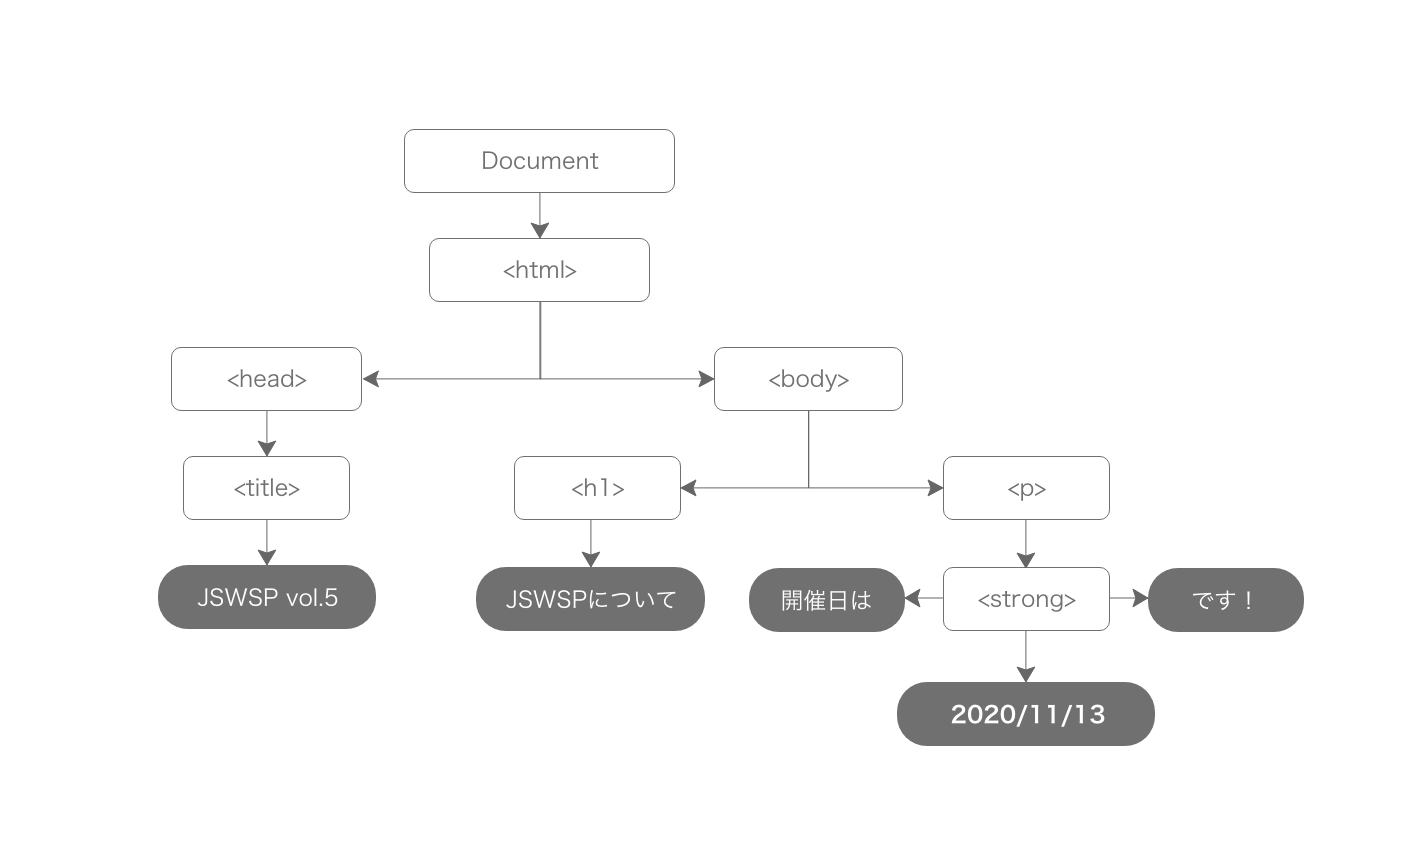 Document
<html>
<head>
<body>
<title>
<h1>
<p>
JSWSP vol.5
JSWSPについて
開催日は
<strong>
です！
2020/11/13